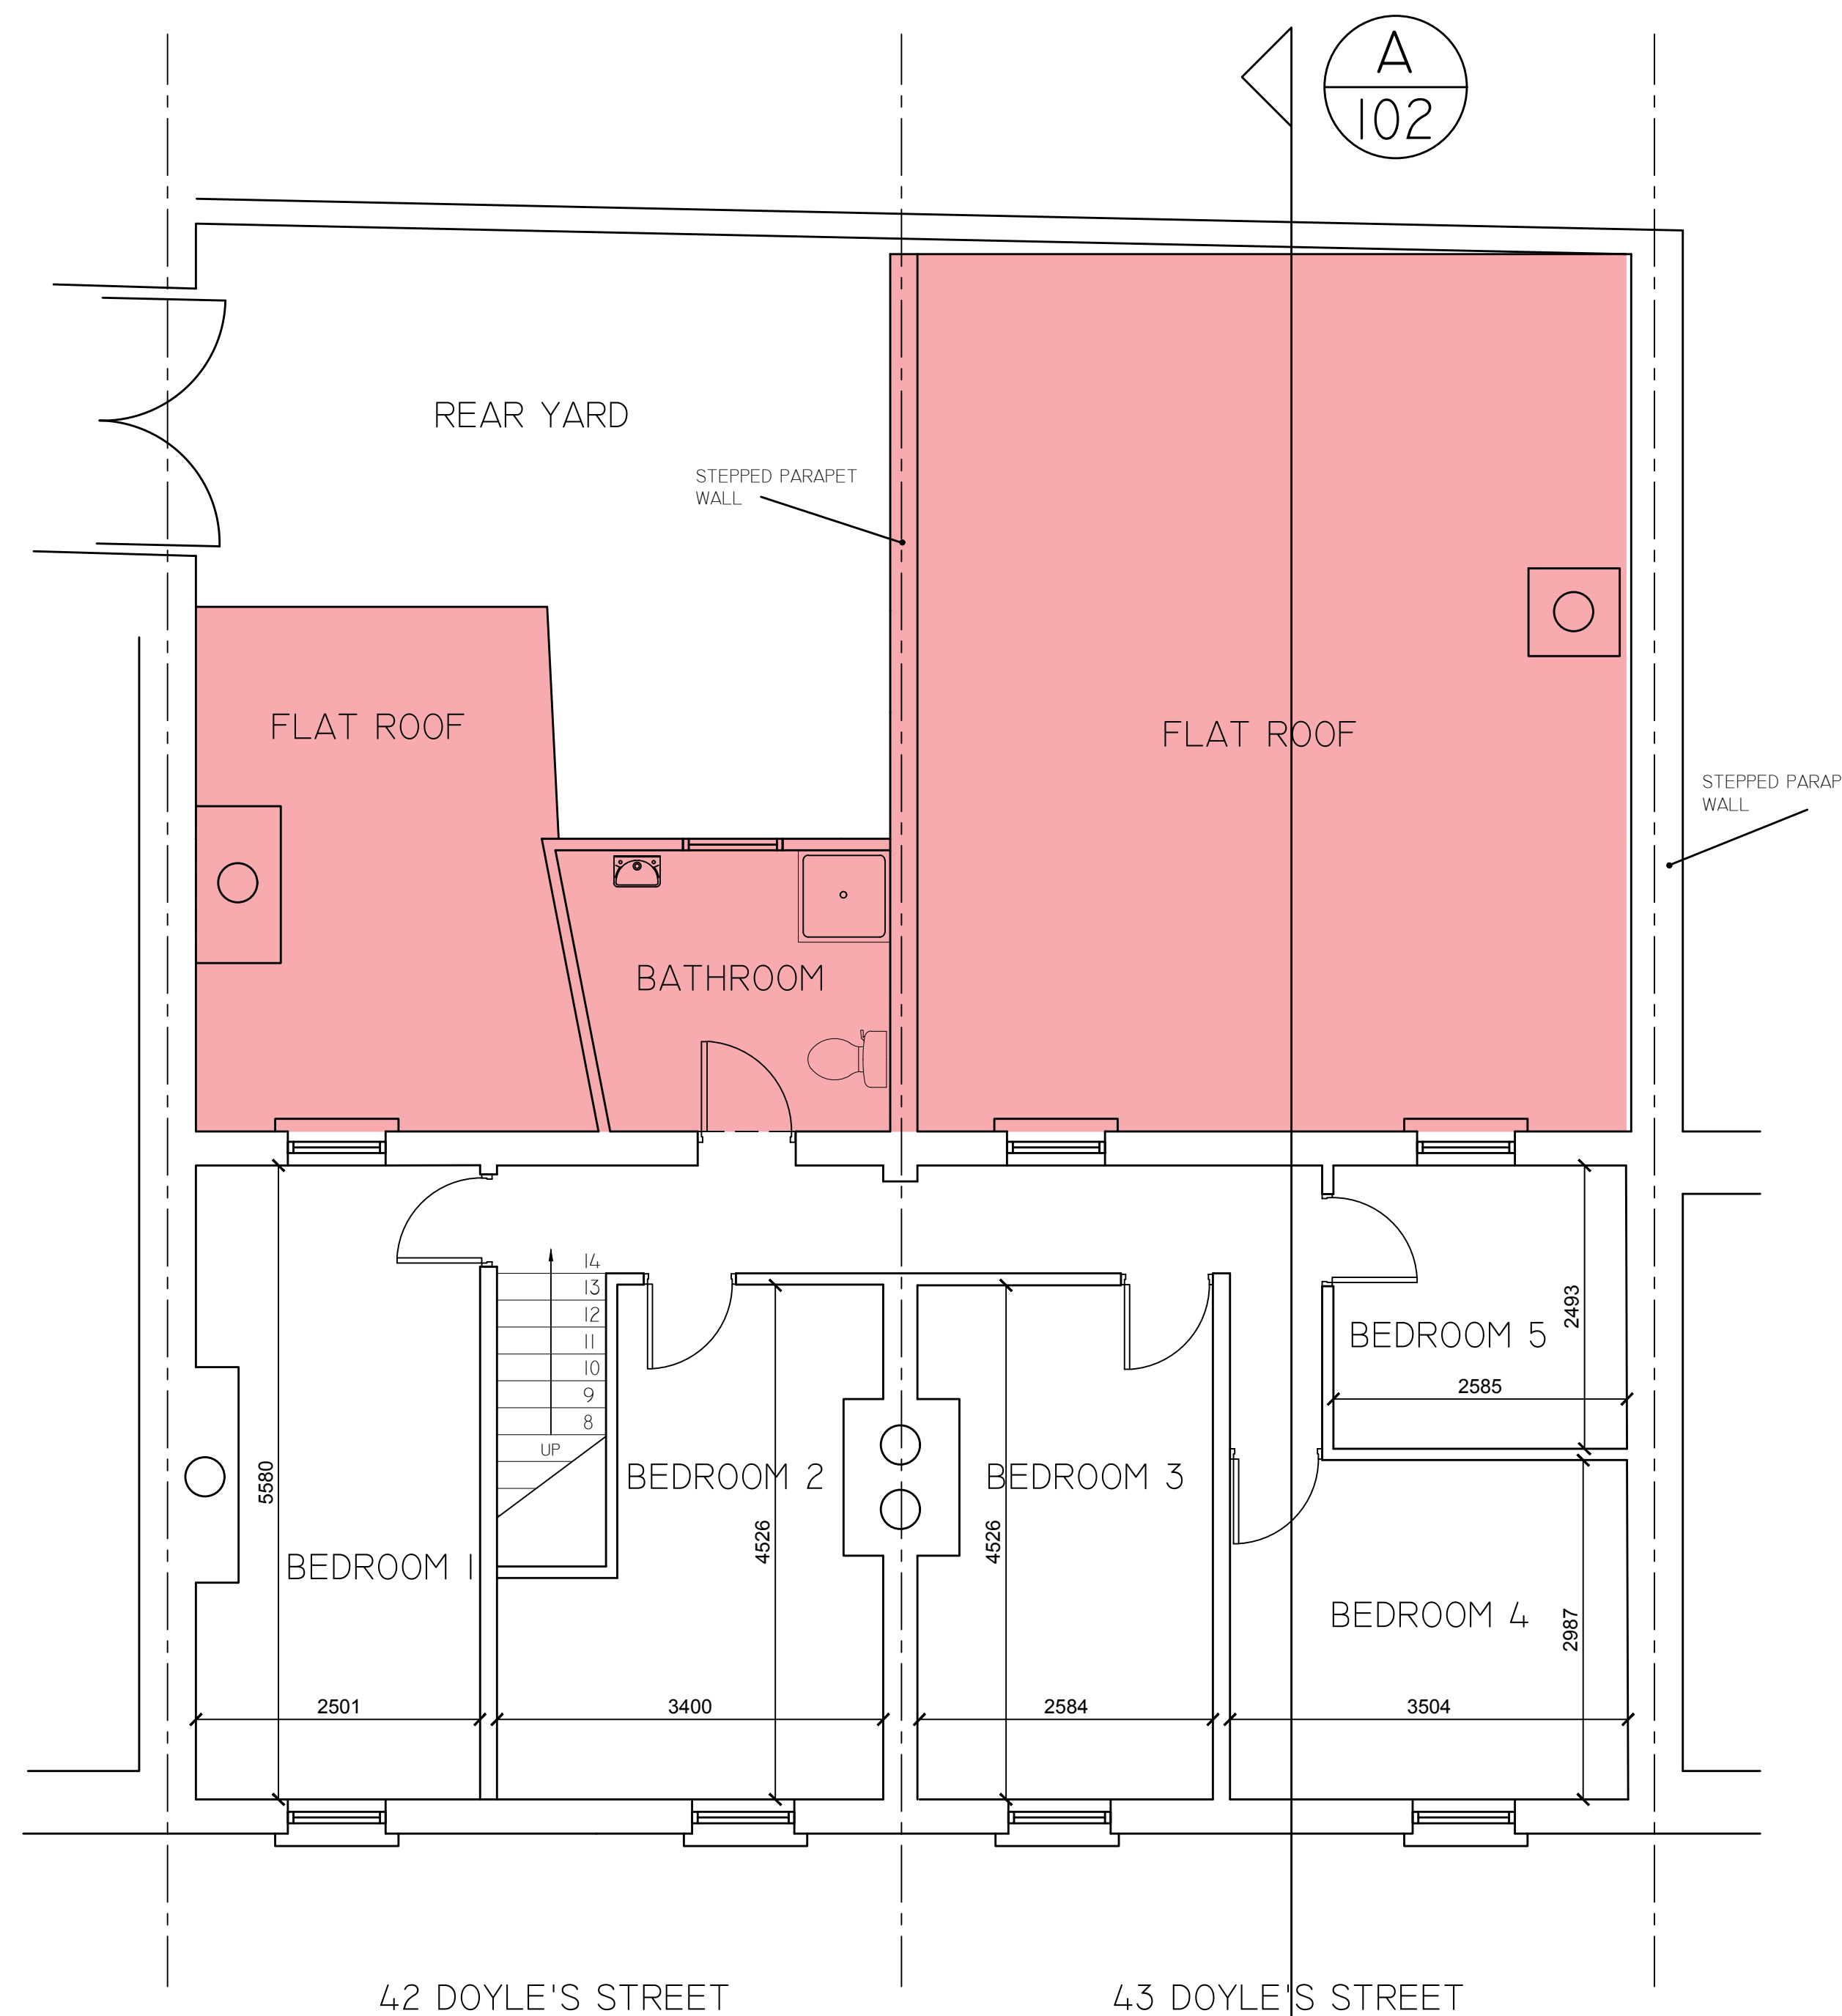 A
102
REAR YARD
STEPPED PARAPET
WALL
FLAT ROOF
FLAT ROOF
STEPPED PARAP
WALL
BATHROOM
14
13
12
11
10
9
8
UP
BEDROOM 5
2493
2585
5580
BEDROOM 2
4526
BEDROOM 3
4526
BEDROOM 1
BEDROOM 4
2987
2501
3400
2584
3504
42 DOYLE'S STREET
43 DOYLE'S STREET